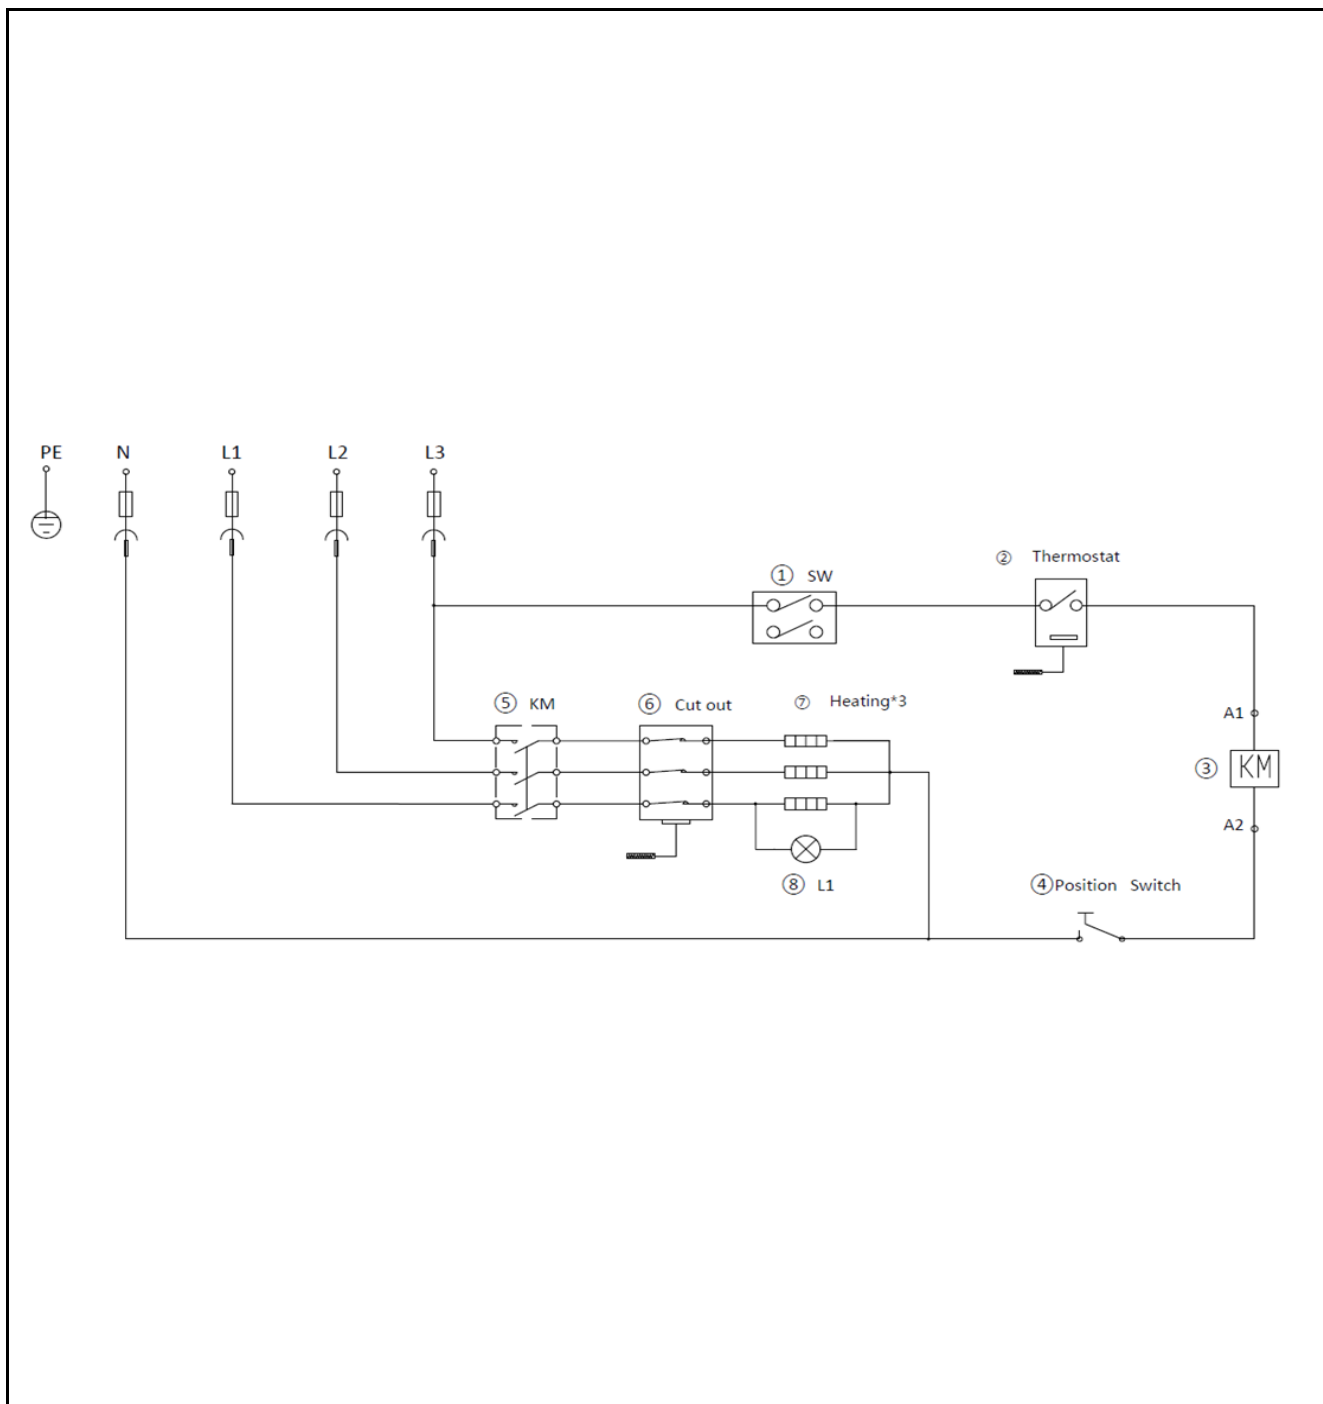 PE N L1 L2 L3
② Thermostat
① SW
⑤ KM ⑥ Cut out ⑦ Heating*3
A1
③ KM
A2
⑧ L1 ④Position Switch